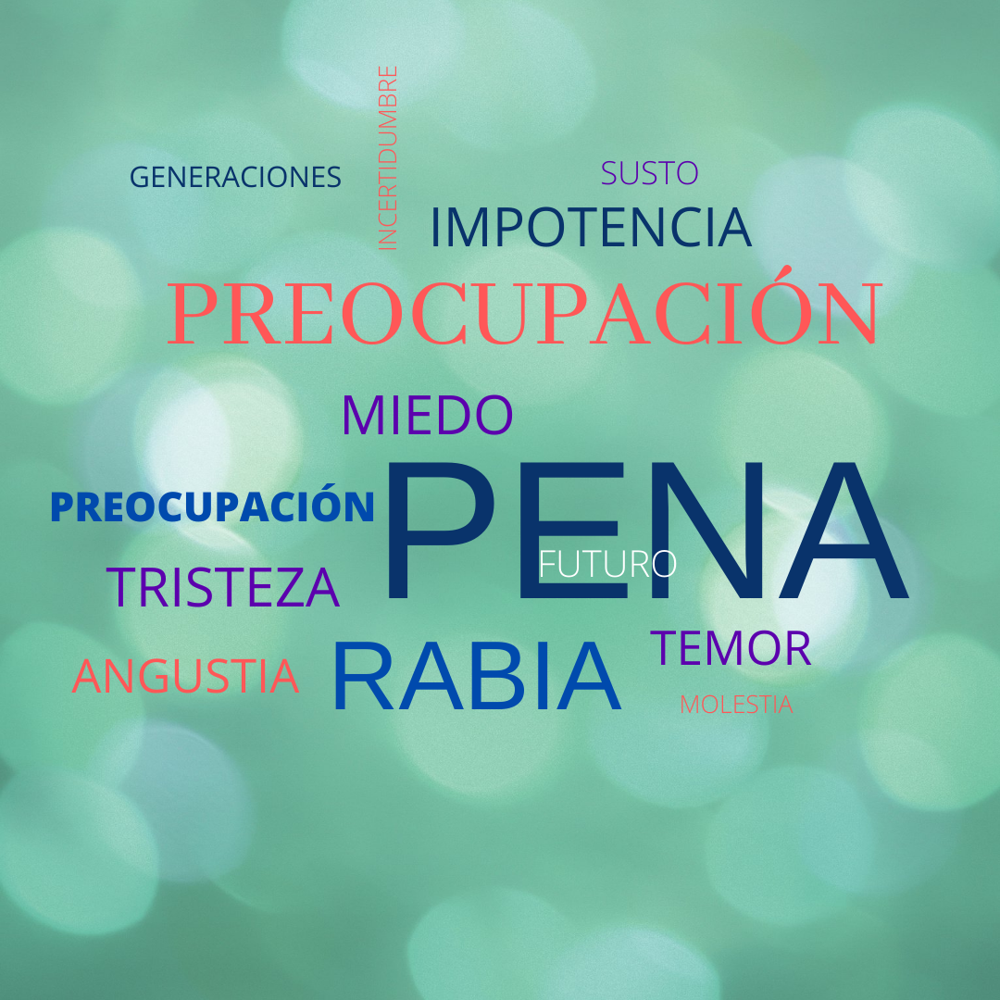 INCERTIDUMBRE
GENERACIONES
SUSTO
IMPOTENCIA
PREOCUPACIÓN
MIEDO
PENA
PREOCUPACIÓN
FUTURO
TRISTEZA
TEMOR
ANGUSTIA
RABIA
MOLESTIA